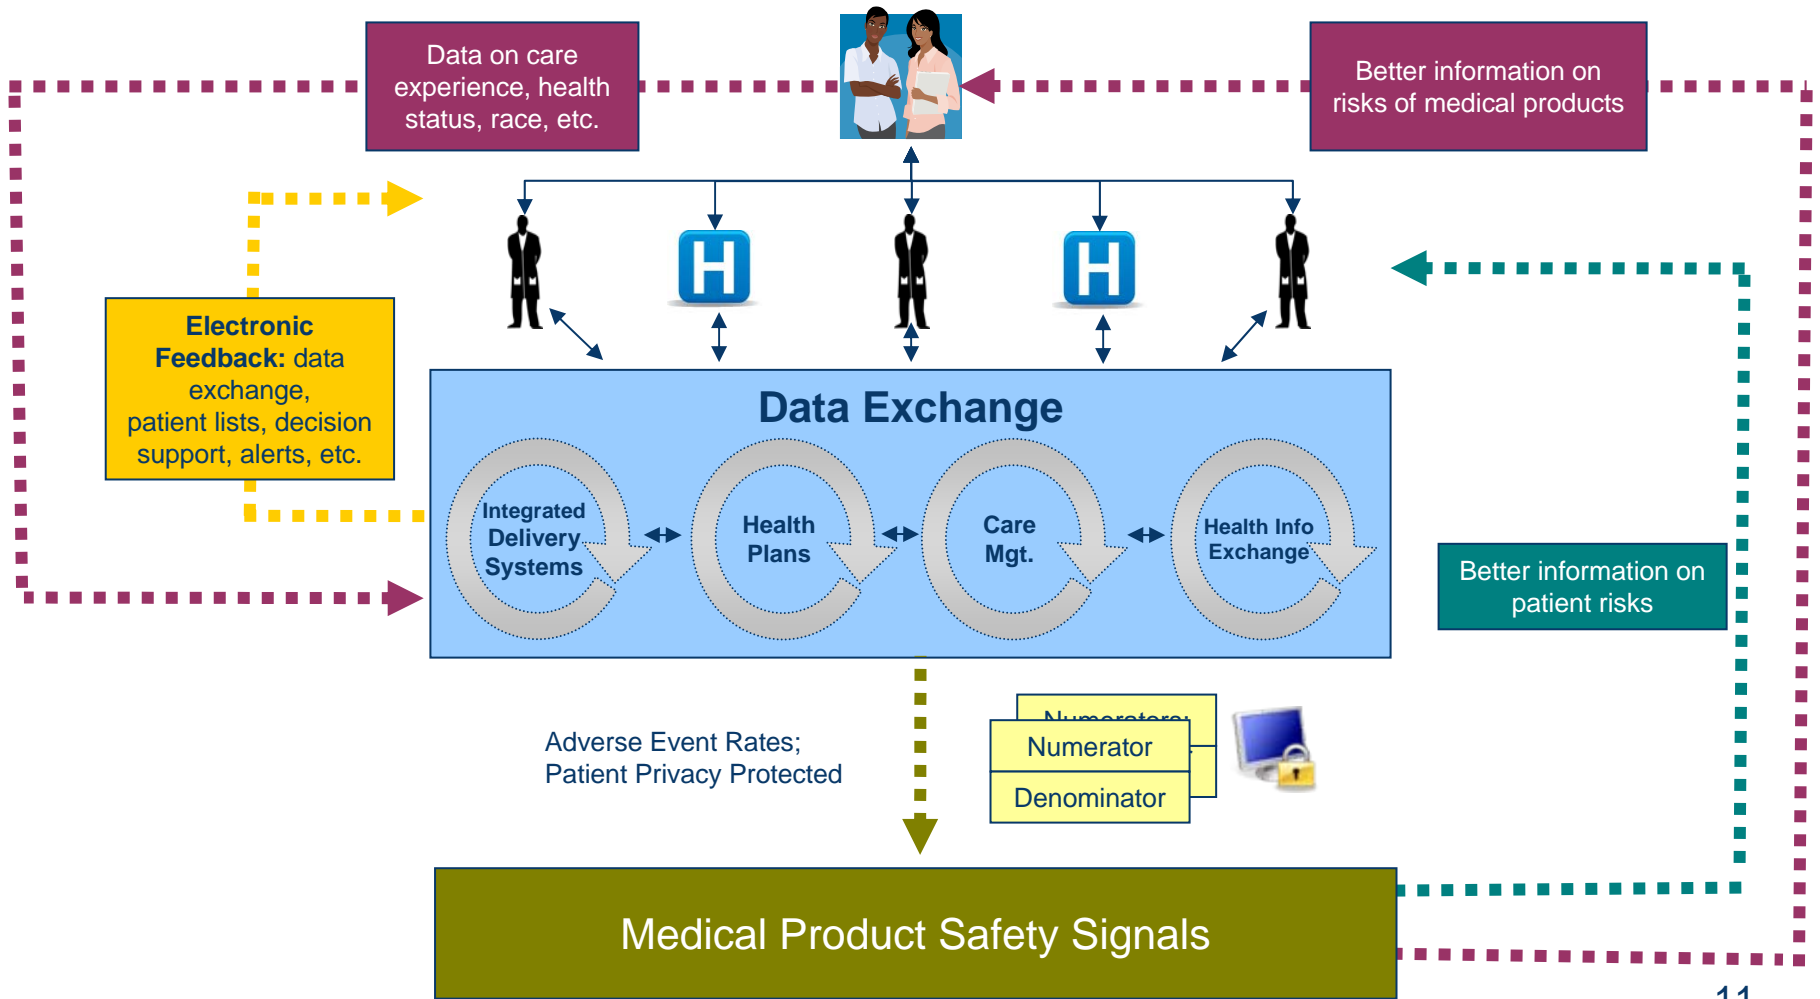 Data on care
experience, health
status, race, etc.
Better information on
risks of medical products
H
H
Electronic
Feedback: data
exchange,
patient lists, decision
support, alerts, etc.
Data Exchange
Integrated
Delivery
Systems
Health
Plans
Care
Mgt.
Health Info
Exchange
Better information on
patient risks
Adverse Event Rates;
Patient Privacy Protected
Numerators:
Numerator
Denominator
Medical Product Safety Signals
11